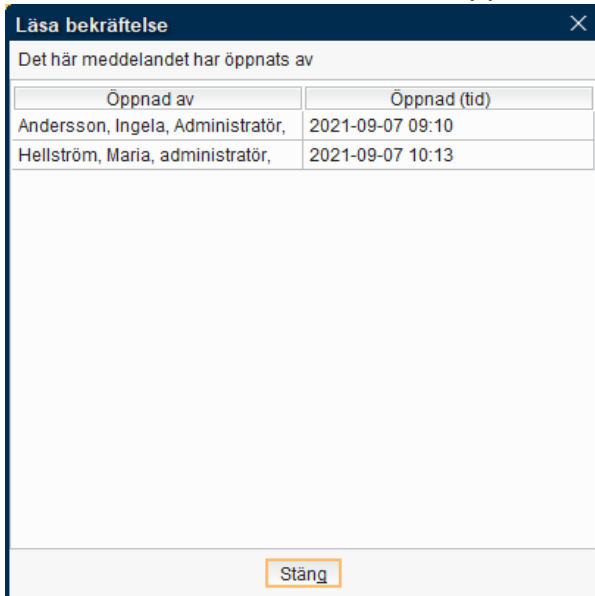 Läsa bekräftelse
Det här meddelandet har öppnats av
Öppnad av Öppnad (tid)
Andersson, Ingela, Administratör, 2021-09-07 09:10
Hellström, Maria, administratör, 2021-09-07 10:13
Stäng